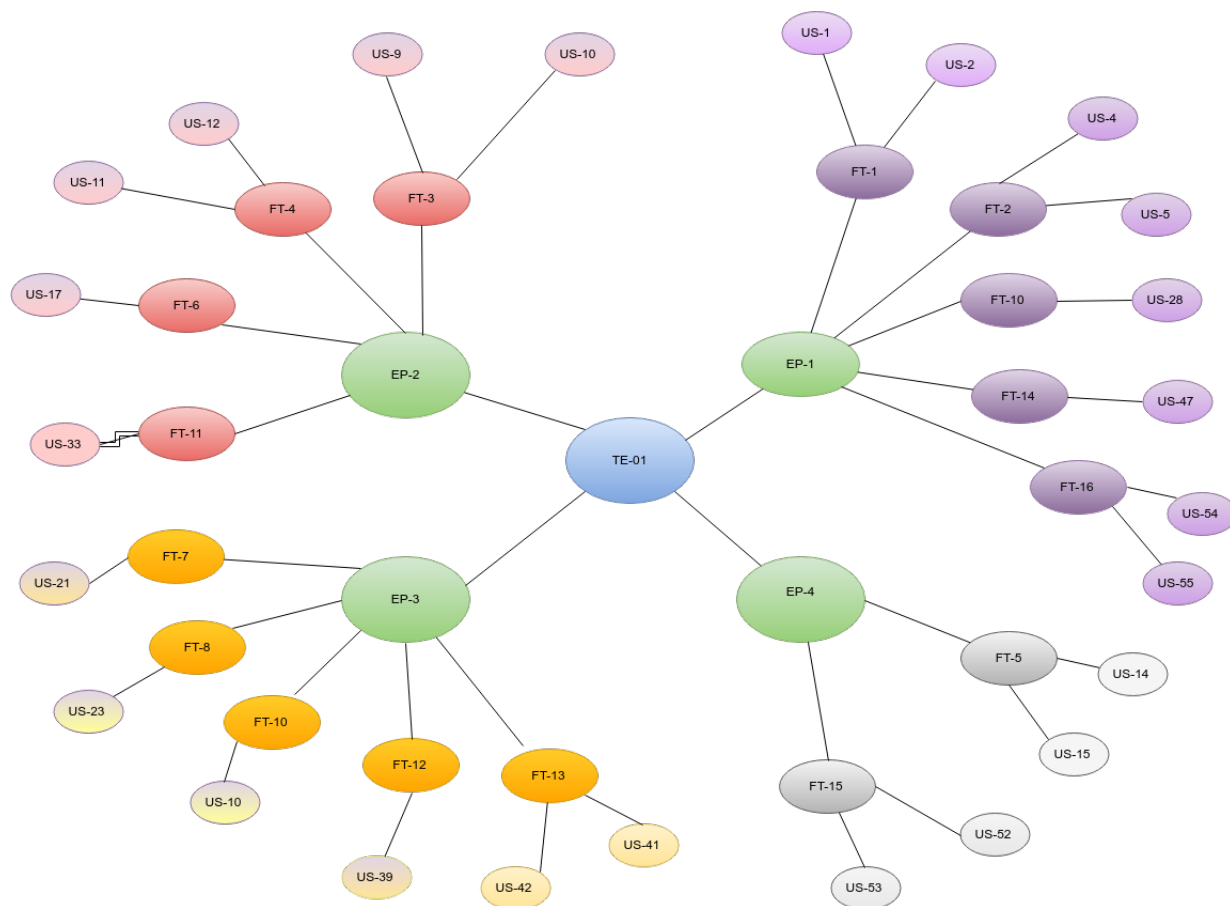 US-1
US-9
US-10
US-2
US-12
US-4
FT-1
US-11
FT-3
FT-4
FT-2
US-5
US-17
FT-6
FT-10
US-28
EP-1
EP-2
FT-14
US-47
US-33
FT-11
TE-01
FT-16
US-54
FT-7
US-21
US-55
EP-3
EP-4
FT-8
FT-5
US-14
US-23
FT-10
US-15
FT-12
FT-13
FT-15
US-10
US-52
US-41
US-39
US-42
US-53